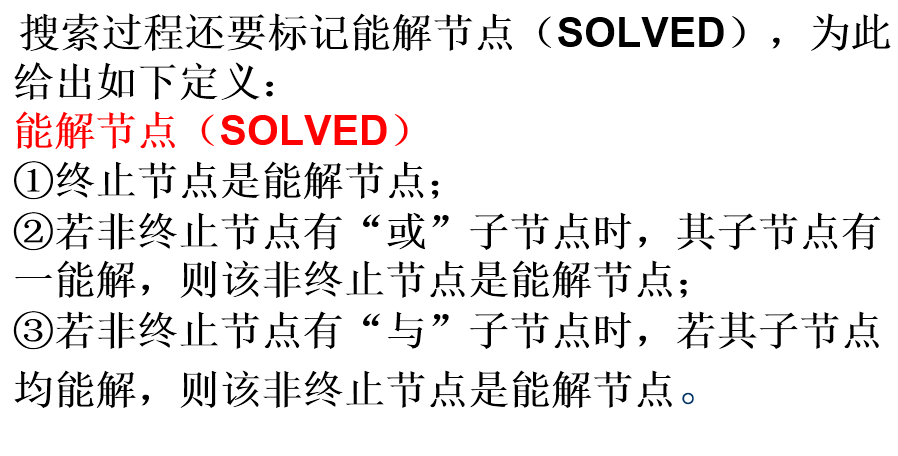 搜索过程还要标记能解节点（SOLVED），为此
给出如下定义：
能解节点（SOLVED）
①终止节点是能解节点；
②若非终止节点有“或”子节点时，其子节点有
一能解，则该非终止节点是能解节点；
③若非终止节点有“与”子节点时，若其子节点
均能解，则该非终止节点是能解节点。